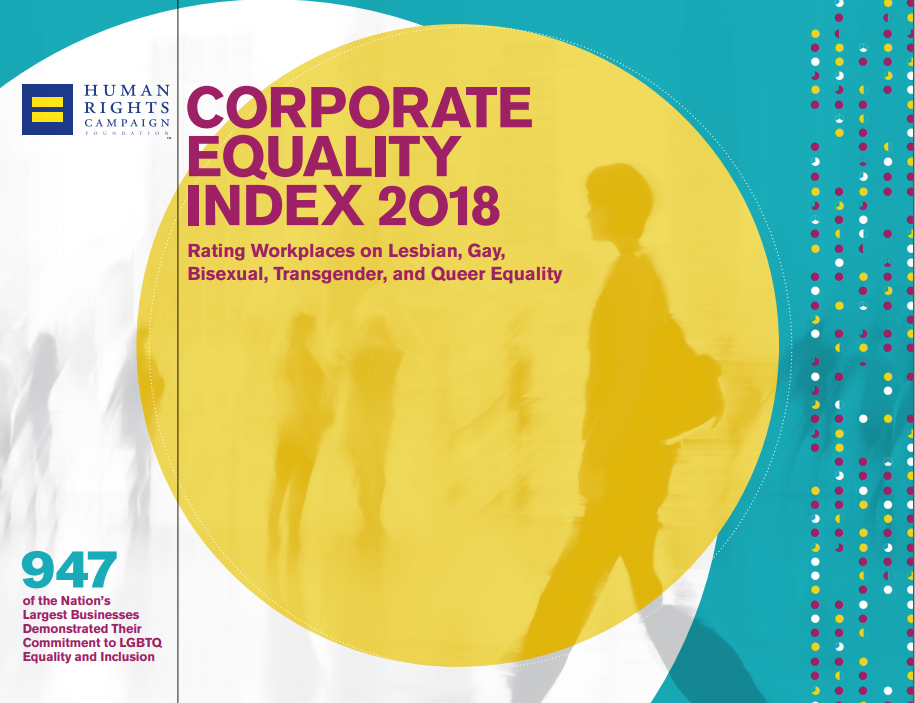 HUMAN
RIGHTS
CAMPAIGN
FOUNDATION
™
CORPORATE
EQUALITY
INDEX 2018
Rating Workplaces on Lesbian, Gay,
Bisexual, Transgender, and Queer Equality
947
of the Nation's
Largest Businesses
Demonstrated Their
Commitment to LGBTQ
Equality and Inclusion